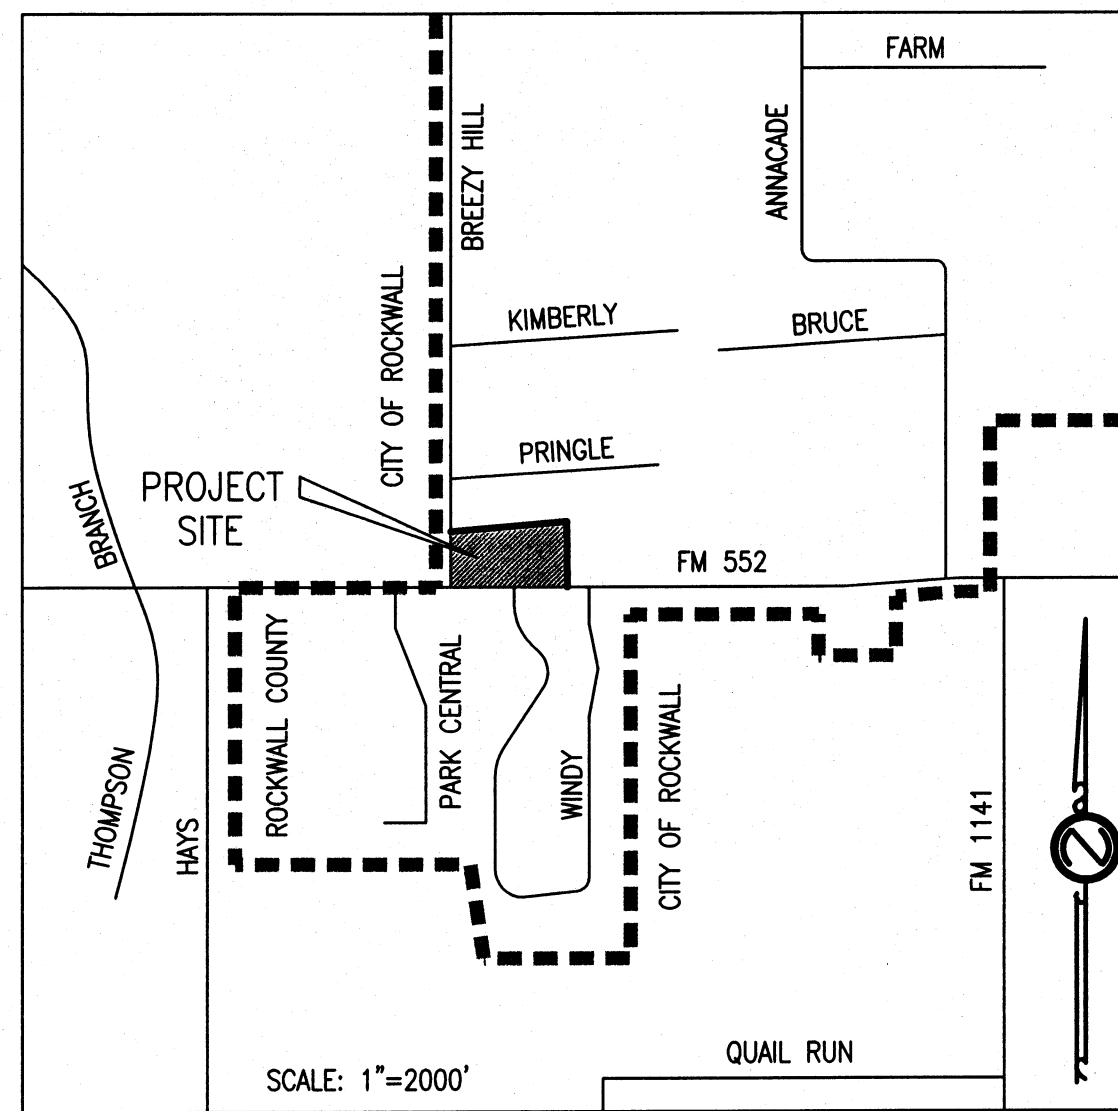 FARM
BREEZY HILL
ANNACADE
CITY OF ROCKWALL
KIMBERLY
BRUCE
PRINGLE
PROJECT
SITE
BRANCH
FM 552
ROCKWALL COUNTY
PARK CENTRAL
WINDY
CITY OF ROCKWALL
THOMPSON
HAYS
FM 1141
N
QUAIL RUN
SCALE: 1"=2000'